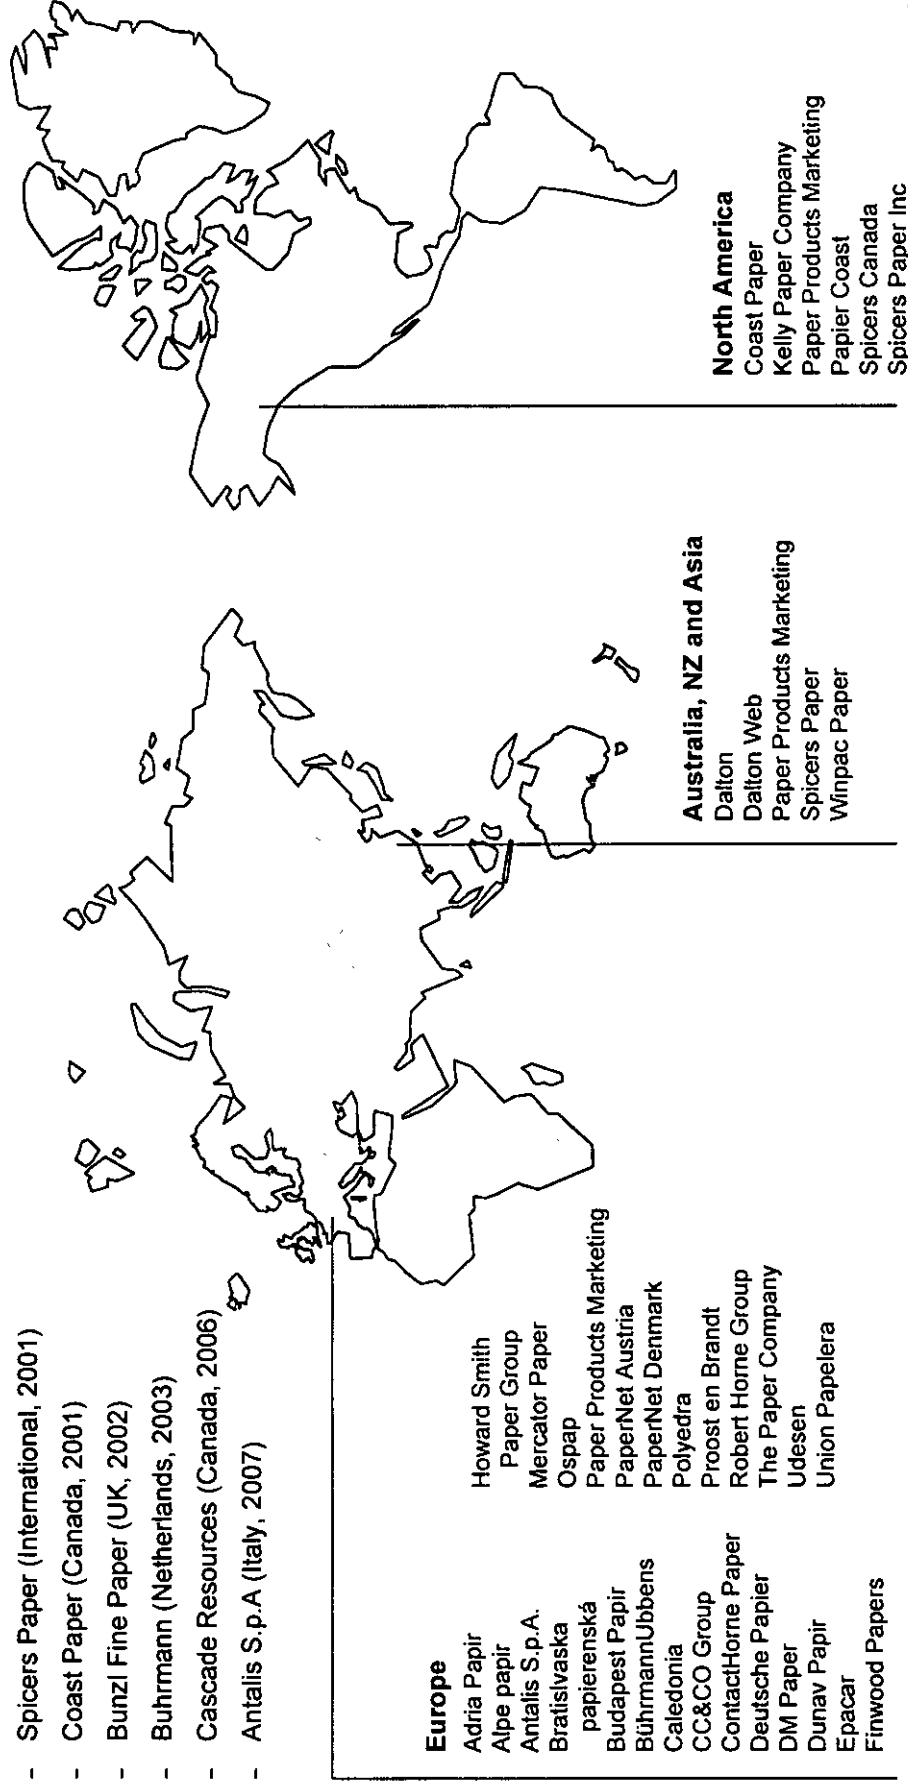 - Spicers Paper (International, 2001)
- Coast Paper (Canada, 2001)
- Bunzl Fine Paper (UK, 2002)
- Buhrmann (Netherlands, 2003)
- Cascade Resources (Canada, 2006)
- Antalis S.p.A (Italy, 2007)
Europe
Adria Papir
Alpe papir
Antalis S.p.A.
Bratislvaska
papierenská
Budapest Papir
BührmannUbbens
Caledonia
CC&CO Group
ContactHorne Paper
Deutsche Papier
DM Paper
Dunav Papir
Epacar
Finwood Papers
Howard Smith
Paper Group
Mercator Paper
Ospap
Paper Products Marketing
PaperNet Austria
PaperNet Denmark
Polyedra
Proost en Brandt
Robert Horne Group
The Paper Company
Udesen
Union Papelera
Australia, NZ and Asia
Dalton
Dalton Web
Paper Products Marketing
Spicers Paper
Winpac Paper
North America
Coast Paper
Kelly Paper Company
Paper Products Marketing
Papier Coast
Spicers Canada
Spicers Paper Inc